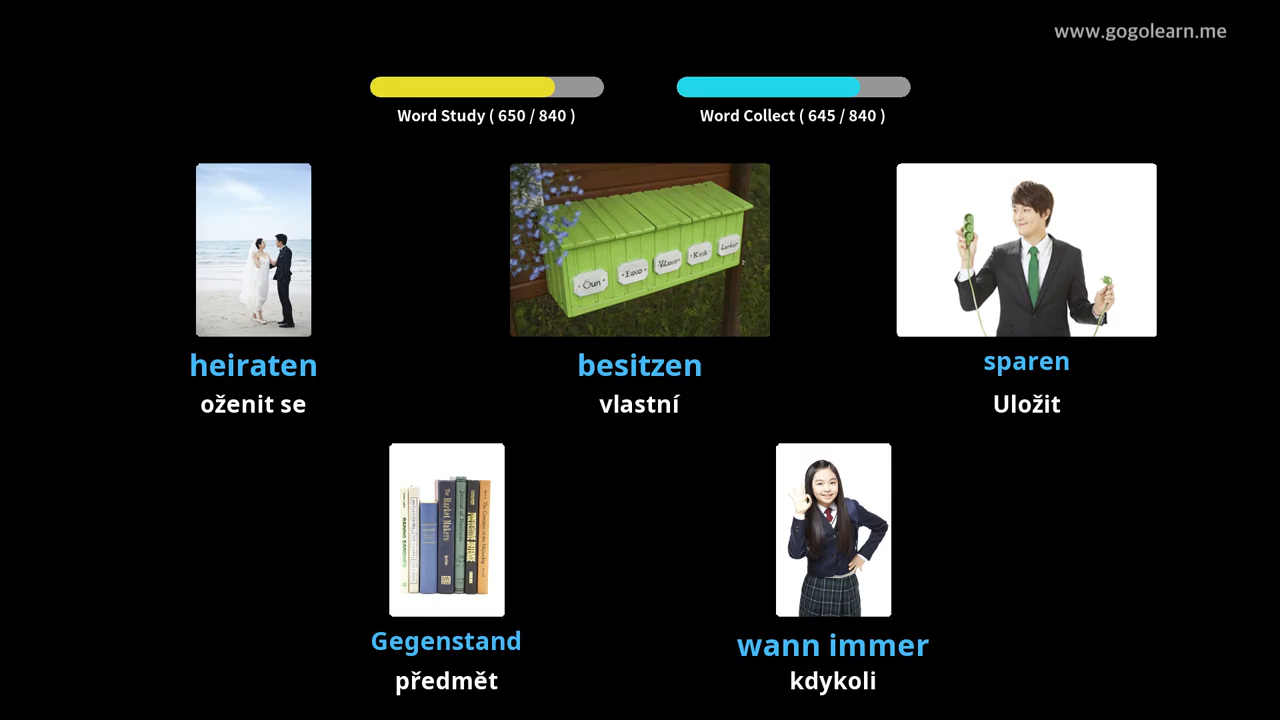 www.gogolearn.me
Word Study ( 650 / 840 )
Word Collect ( 645 / 840 )
heiraten
oženit se
besitzen
vlastní
sparen
Uložit
Gegenstand
předmět
wann immer
kdykoli